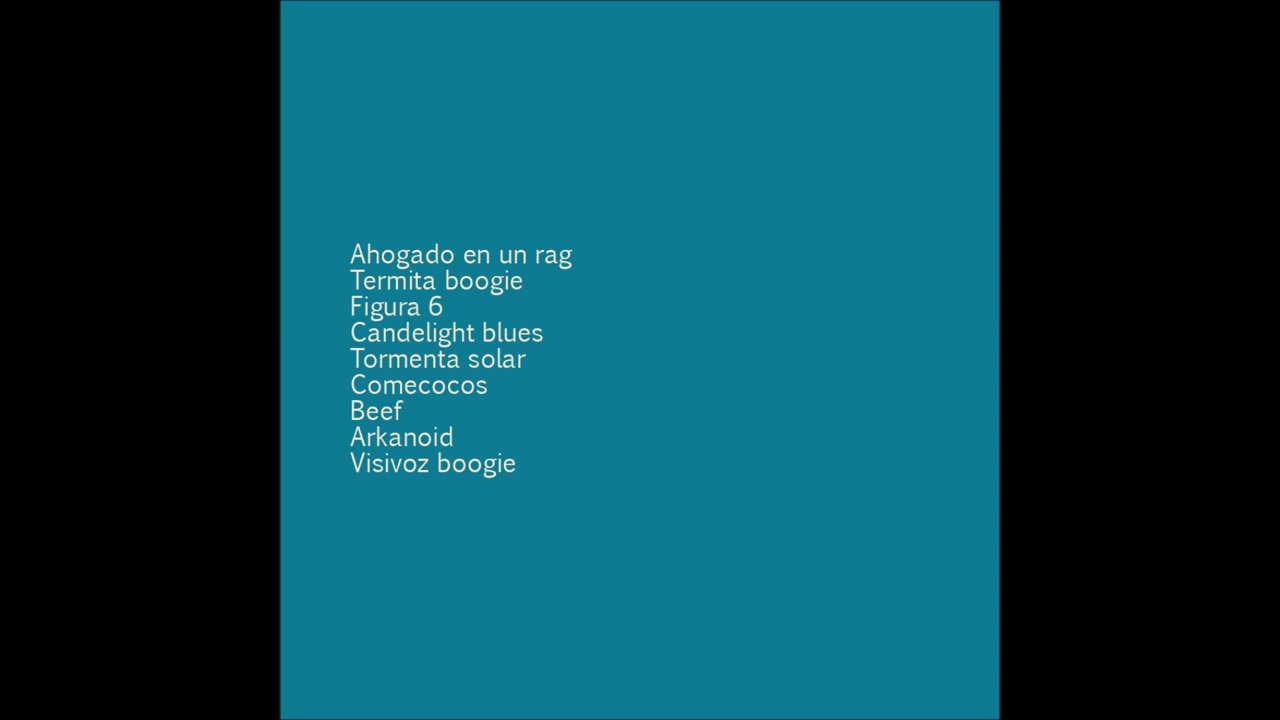 Ahogado en un rag
Termita boogie
Figura 6
Candelight blues
Tormenta solar
Comecocos
Beef
Arkanoid
Visivoz boogie